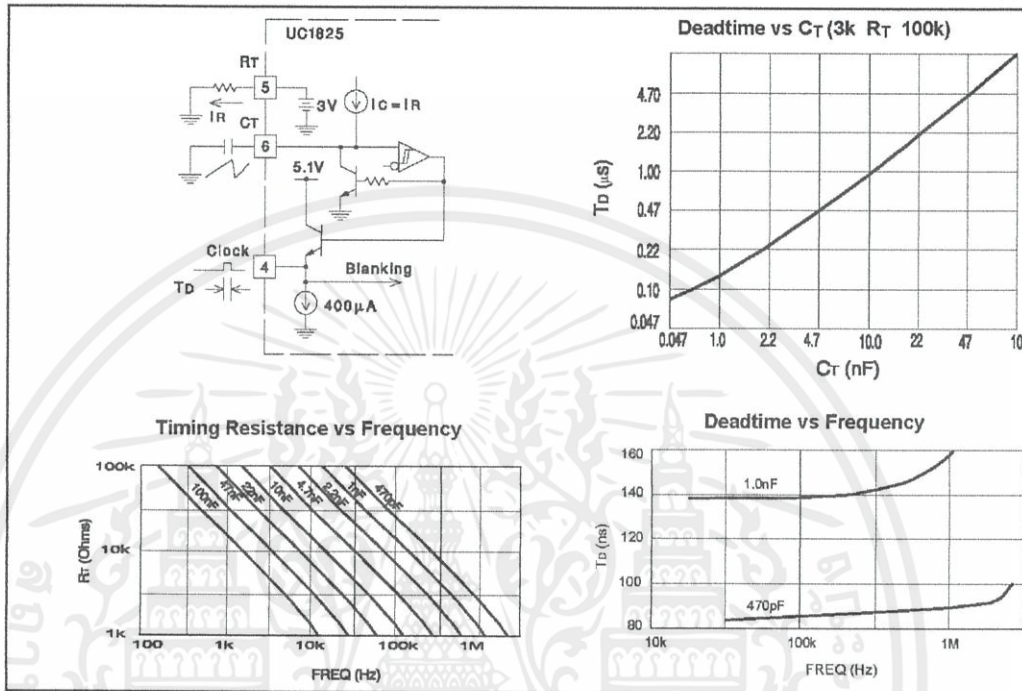 UC1825
RT
5
IR
3V
IC=IR
CT
6
5.1V
Clock
4
TD
Blanking
400µA
Deadtime vs CT (3k RT 100k)
TD (µs)
4.70
2.20
1.00
0.47
0.22
0.10
0.047
0.047 1.0 2.2 4.7 10.0 22 47 10
CT (nF)
Timing Resistance vs Frequency
RT (Ohms)
100k
10k
1k
100nF 47nF 22nF 10nF 4.7nF 2.2nF 1nF 470pF
100 1k 10k 100k 1M
FREQ (Hz)
Deadtime vs Frequency
TD (ns)
160
140
120
100
80
1.0nF
470pF
10k 100k 1M
FREQ (Hz)